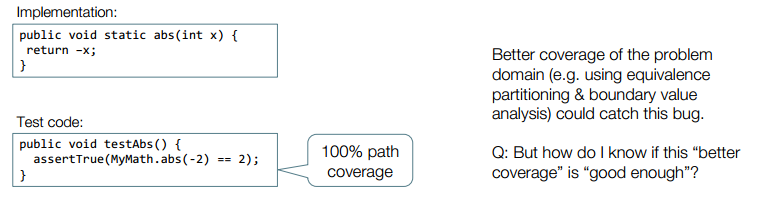 Implementation:
public void static abs(int x) {
return -x;
}
Test code:
public void testAbs() {
assertTrue(MyMath.abs(-2) == 2);
}
100% path
coverage
Better coverage of the problem
domain (e.g. using equivalence
partitioning & boundary value
analysis) could catch this bug.
Q: But how do I know if this “better
coverage” is “good enough”?